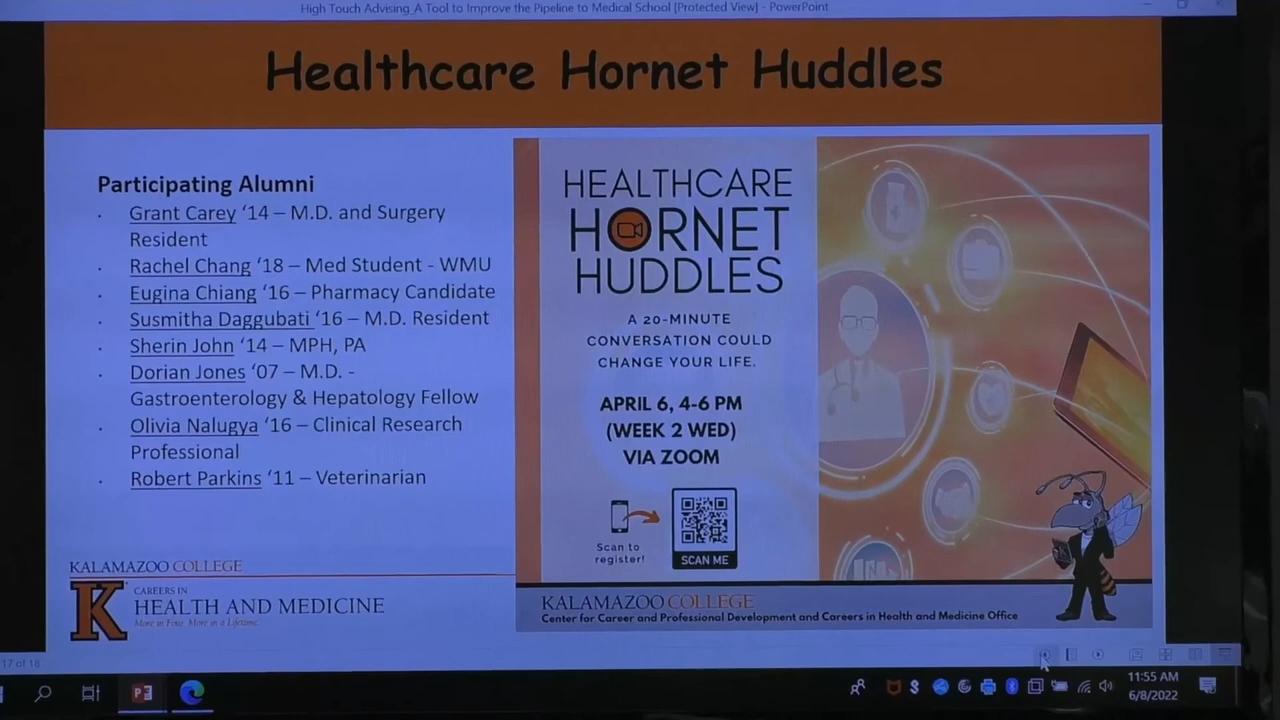 High Touch Advising_A Tool to Improve the Pipeline to Medical School [Protected View] - PowerPoint
Healthcare Hornet Huddles
Participating Alumni
Grant Carey ‘14 – M.D. and Surgery
Resident
Rachel Chang ‘18 – Med Student - WMU
Eugina Chiang ‘16 – Pharmacy Candidate
Susmitha Daggubati ‘16 – M.D. Resident
Sherin John ‘14 – MPH, PA
Dorian Jones ‘07 – M.D. -
Gastroenterology & Hepatology Fellow
Olivia Nalugya ‘16 – Clinical Research
Professional
Robert Parkins ‘11 – Veterinarian
KALAMAZOO COLLEGE
K
CAREERS IN
HEALTH AND MEDICINE
More in Four. More in a Lifetime.
HEALTHCARE
HORNET
HUDDLES
A 20-MINUTE
CONVERSATION COULD
CHANGE YOUR LIFE.
APRIL 6, 4-6 PM
(WEEK 2 WED)
VIA ZOOM
Scan to
register!
SCAN ME
KALAMAZOO COLLEGE
Center for Career and Professional Development and Careers in Health and Medicine Office
17 of 18
11:55 AM
6/8/2022